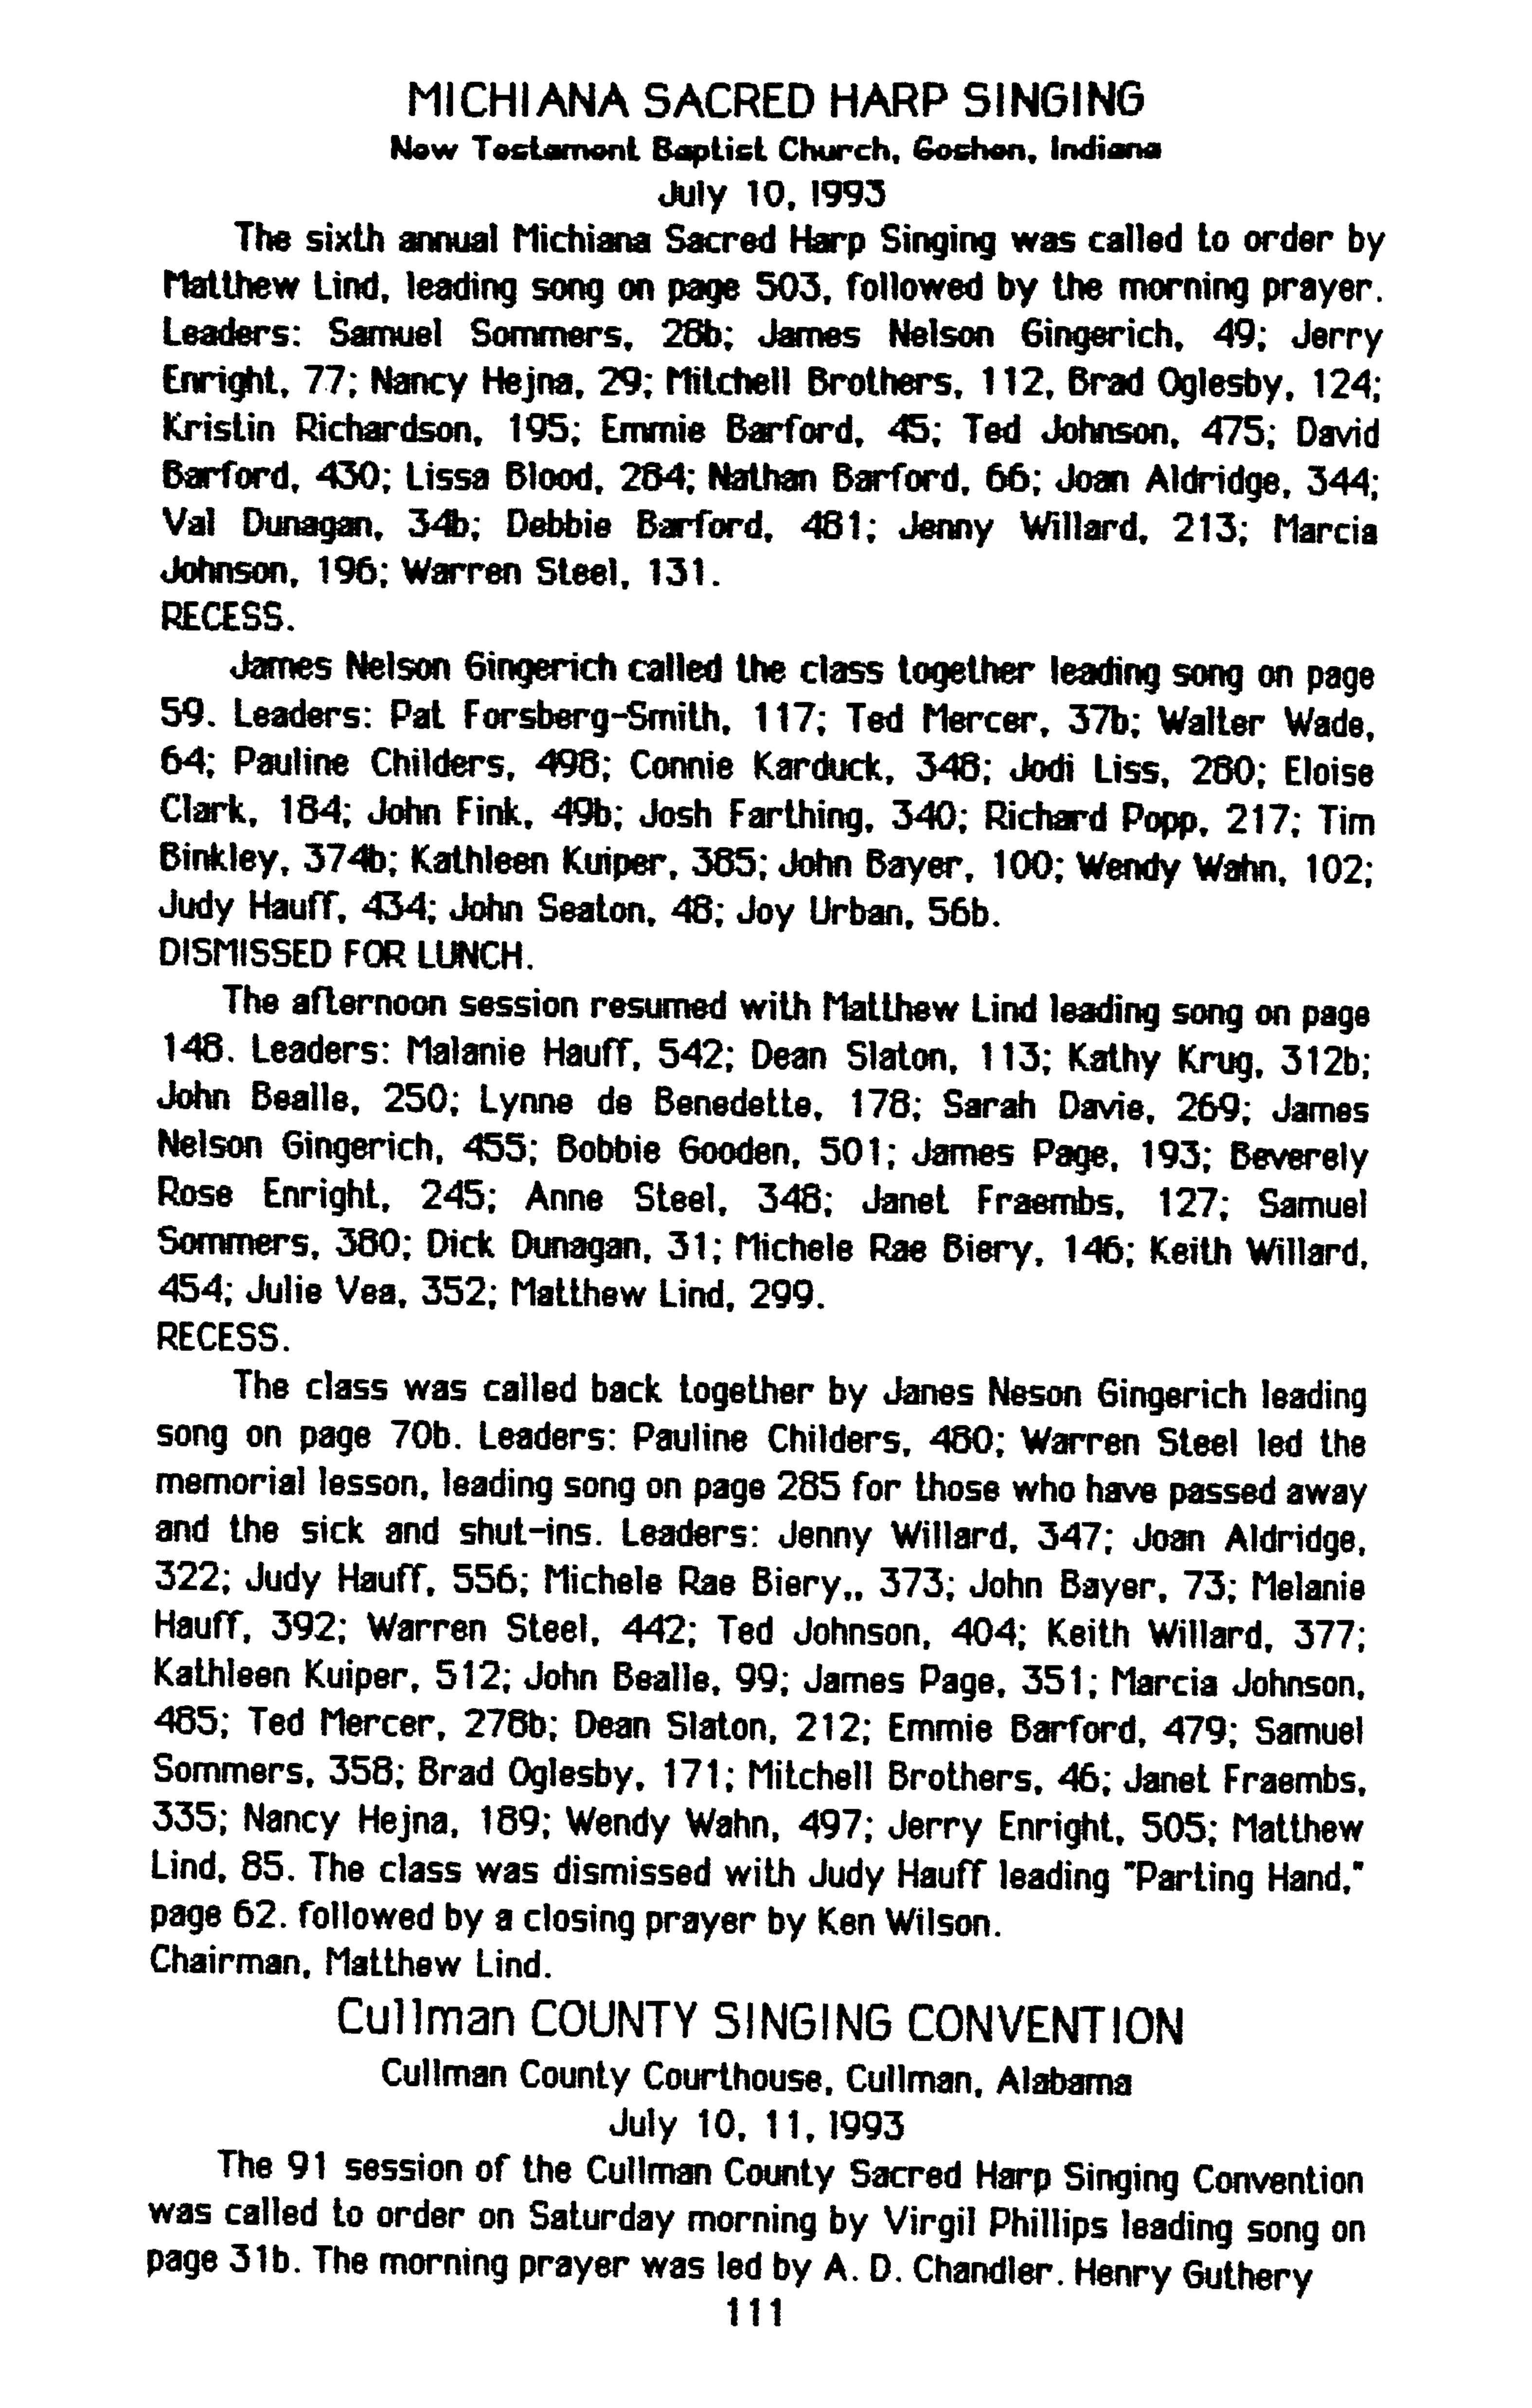 MICHIANA SACRED HARP SINGING
New Testament Baptist Church, Goshen, Indiana
July 10, 1993
The sixth annual Michiana Sacred Harp Singing was called to order by
Matthew Lind, leading song on page 503, followed by the morning prayer.
Leaders: Samuel Sommers, 28b; James Nelson Gingerich, 49; Jerry
Enright, 77; Nancy Hejna, 29; Mitchell Brothers, 112, Brad Oglesby, 124;
Kristin Richardson, 195; Emmie Barford, 45; Ted Johnson, 475; David
Barford, 430; Lissa Blood, 284; Nathan Barford, 66; Joan Aldridge, 344;
Val Dunagan, 34b; Debbie Barford, 481; Jenny Willard, 213; Marcia
Johnson, 196; Warren Steel, 131.
RECESS.
James Nelson Gingerich called the class together leading song on page
59. Leaders: Pat Forsberg-Smith, 117; Ted Mercer, 37b; Walter Wade,
64; Pauline Childers, 498; Connie Karduck, 348; Jodi Liss, 280; Eloise
Clark, 184; John Fink, 49b; Josh Farthing, 340; Richard Popp, 217; Tim
Binkley, 374b; Kathleen Kuiper, 385; John Bayer, 100; Wendy Wahn, 102;
Judy Hauff, 434; John Seaton, 48; Joy Urban, 56b.
DISMISSED FOR LUNCH.
The afternoon session resumed with Matthew Lind leading song on page
148. Leaders: Malanie Hauff, 542; Dean Slaton, 113; Kathy Krug, 312b;
John Bealle, 250; Lynne de Benedette, 178; Sarah Davie, 269; James
Nelson Gingerich, 455; Bobbie Gooden, 501; James Page, 193; Beverely
Rose Enright, 245; Anne Steel, 348; Janet Fraembs, 127; Samuel
Sommers, 380; Dick Dunagan, 31; Michele Rae Biery, 146; Keith Willard,
454; Julie Vea, 352; Matthew Lind, 299.
RECESS.
The class was called back together by Janes Neson Gingerich leading
song on page 70b. Leaders: Pauline Childers, 480; Warren Steel led the
memorial lesson, leading song on page 285 for those who have passed away
and the sick and shut-ins. Leaders: Jenny Willard, 347; Joan Aldridge,
322; Judy Hauff, 556; Michele Rae Biery,, 373; John Bayer, 73; Melanie
Hauff, 392; Warren Steel, 442; Ted Johnson, 404; Keith Willard, 377;
Kathleen Kuiper, 512; John Bealle, 99; James Page, 351; Marcia Johnson,
485; Ted Mercer, 278b; Dean Slaton, 212; Emmie Barford, 479; Samuel
Sommers, 358; Brad Oglesby, 171; Mitchell Brothers, 46; Janet Fraembs,
335; Nancy Hejna, 189; Wendy Wahn, 497; Jerry Enright, 505; Matthew
Lind, 85. The class was dismissed with Judy Hauff leading "Parting Hand,"
page 62. followed by a closing prayer by Ken Wilson.
Chairman, Matthew Lind.
Cullman COUNTY SINGING CONVENTION
Cullman County Courthouse, Cullman, Alabama
July 10, 11, 1993
The 91 session of the Cullman County Sacred Harp Singing Convention
was called to order on Saturday morning by Virgil Phillips leading song on
page 31b. The morning prayer was led by A. D. Chandler. Henry Guthery
111